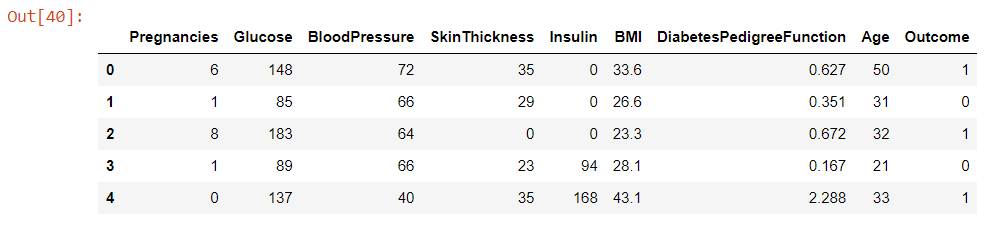 Out[40]:
Pregnancies Glucose BloodPressure SkinThickness Insulin BMI DiabetesPedigreeFunction Age Outcome
0 6 148 72 35 0 33.6 0.627 50 1
1 1 85 66 29 0 26.6 0.351 31 0
2 8 183 64 0 0 23.3 0.672 32 1
3 1 89 66 23 94 28.1 0.167 21 0
4 0 137 40 35 168 43.1 2.288 33 1